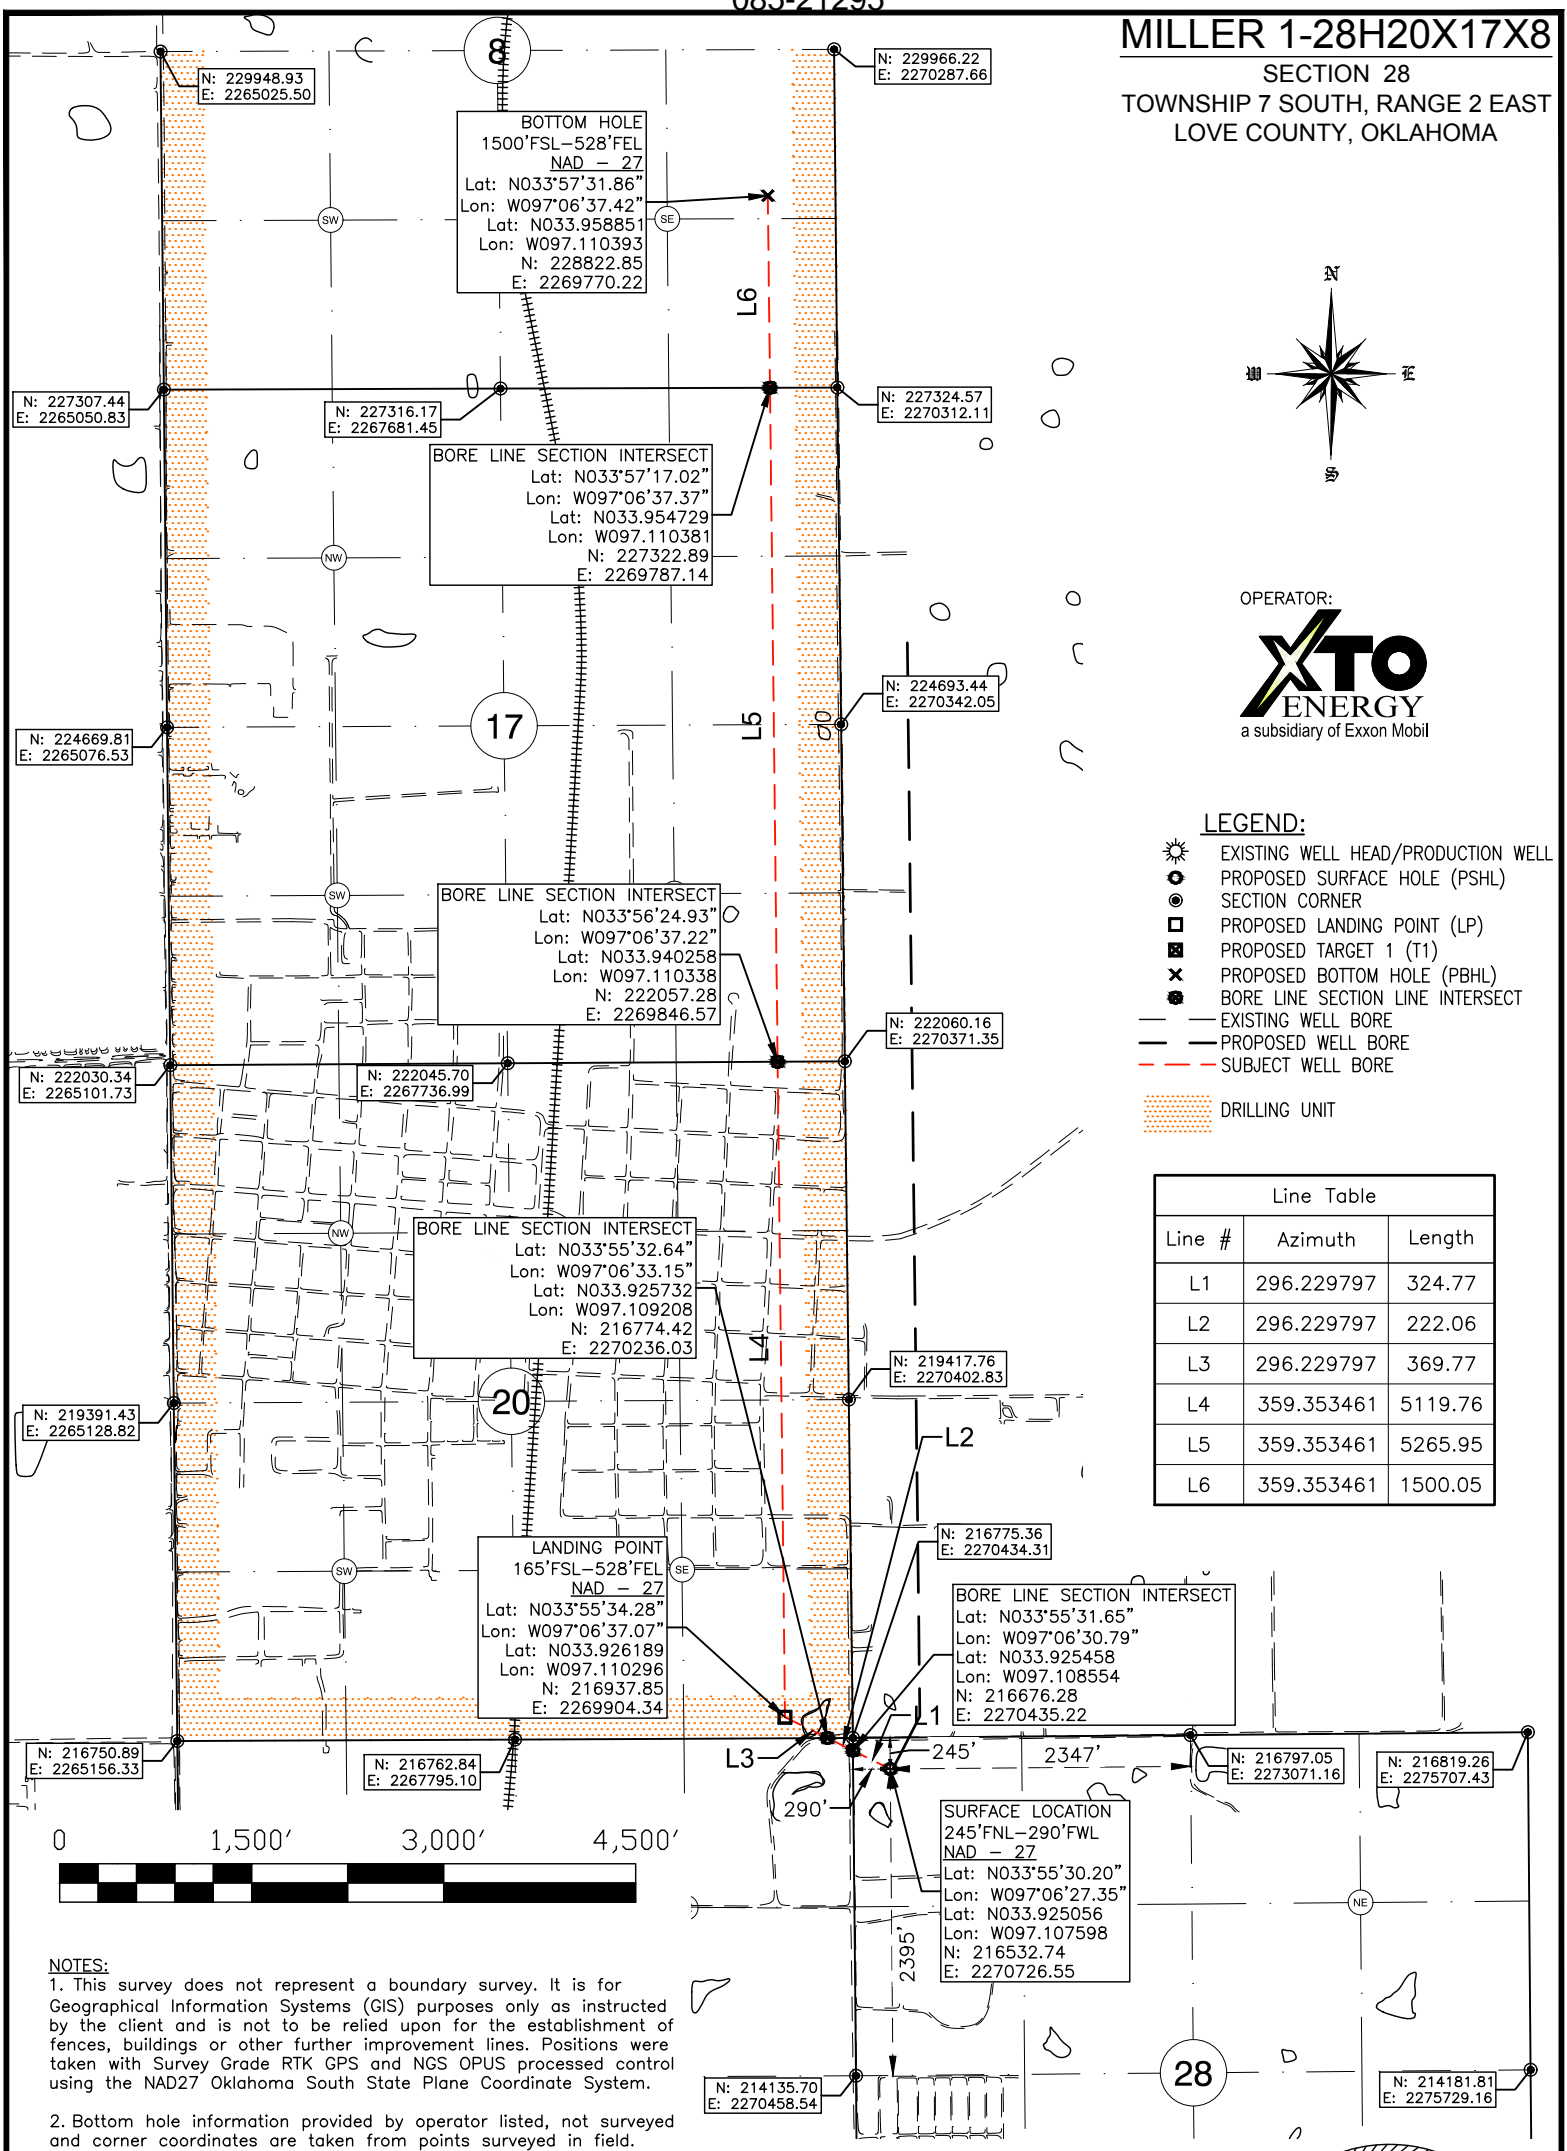 085-21295
MILLER 1-28H20X17X8
SECTION 28
TOWNSHIP 7 SOUTH, RANGE 2 EAST
LOVE COUNTY, OKLAHOMA
8
N: 229948.93
E: 2265025.50
N: 229966.22
E: 2270287.66
BOTTOM HOLE
1500'FSL-528'FEL
NAD - 27
Lat: N033°57'31.86"
Lon: W097°06'37.42"
Lat: N033.958851
Lon: W097.110393
N: 228822.85
E: 2269770.22
SW
SE
L6
N
W
E
S
N: 227307.44
E: 2265050.83
N: 227316.17
E: 2267681.45
N: 227324.57
E: 2270312.11
BORE LINE SECTION INTERSECT
Lat: N033°57'17.02"
Lon: W097°06'37.37"
Lat: N033.954729
Lon: W097.110381
N: 227322.89
E: 2269787.14
NW
OPERATOR:
XTO
ENERGY
a subsidiary of Exxon Mobil
N: 224693.44
E: 2270342.05
L5
17
N: 224669.81
E: 2265076.53
LEGEND:
EXISTING WELL HEAD/PRODUCTION WELL
PROPOSED SURFACE HOLE (PSHL)
SECTION CORNER
PROPOSED LANDING POINT (LP)
PROPOSED TARGET 1 (T1)
PROPOSED BOTTOM HOLE (PBHL)
BORE LINE SECTION LINE INTERSECT
EXISTING WELL BORE
PROPOSED WELL BORE
SUBJECT WELL BORE
DRILLING UNIT
SW
BORE LINE SECTION INTERSECT
Lat: N033°56'24.93"
Lon: W097°06'37.22"
Lat: N033.940258
Lon: W097.110338
N: 222057.28
E: 2269846.57
N: 222060.16
E: 2270371.35
N: 222030.34
E: 2265101.73
N: 222045.70
E: 2267736.99
Line Table
Line # Azimuth Length
L1 296.229797 324.77
L2 296.229797 222.06
L3 296.229797 369.77
L4 359.353461 5119.76
L5 359.353461 5265.95
L6 359.353461 1500.05
NW
BORE LINE SECTION INTERSECT
Lat: N033°55'32.64"
Lon: W097°06'33.15"
Lat: N033.925732
Lon: W097.109208
N: 216774.42
E: 2270236.03
L4
N: 219417.76
E: 2270402.83
20
N: 219391.43
E: 2265128.82
L2
N: 216775.36
E: 2270434.31
SW
SE
LANDING POINT
165'FSL-528'FEL
NAD - 27
Lat: N033°55'34.28"
Lon: W097°06'37.07"
Lat: N033.926189
Lon: W097.110296
N: 216937.85
E: 2269904.34
BORE LINE SECTION INTERSECT
Lat: N033°55'31.65"
Lon: W097°06'30.79"
Lat: N033.925458
Lon: W097.108554
N: 216676.28
E: 2270435.22
L1
L3
245'
2347'
290'
N: 216750.89
E: 2265156.33
N: 216762.84
E: 2267795.10
N: 216797.05
E: 2273071.16
N: 216819.26
E: 2275707.43
SURFACE LOCATION
245'FNL-290'FWL
NAD - 27
Lat: N033°55'30.20"
Lon: W097°06'27.35"
Lat: N033.925056
Lon: W097.107598
N: 216532.74
E: 2270726.55
0 1,500' 3,000' 4,500'
NE
2395'
28
N: 214135.70
E: 2270458.54
N: 214181.81
E: 2275729.16
NOTES:
1. This survey does not represent a boundary survey. It is for
Geographical Information Systems (GIS) purposes only as instructed
by the client and is not to be relied upon for the establishment of
fences, buildings or other further improvement lines. Positions were
taken with Survey Grade RTK GPS and NGS OPUS processed control
using the NAD27 Oklahoma South State Plane Coordinate System.
2. Bottom hole information provided by operator listed, not surveyed
and corner coordinates are taken from points surveyed in field.